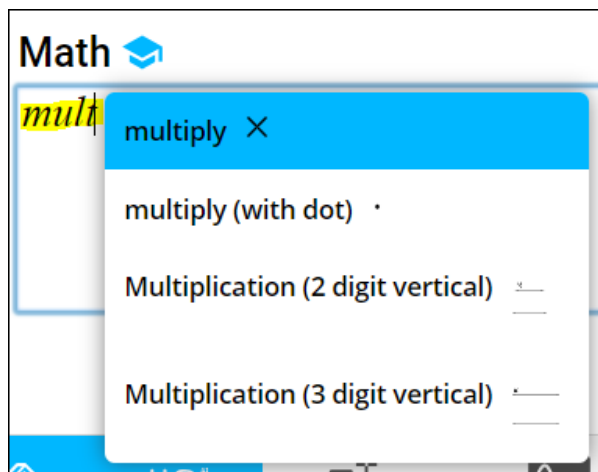 Math
mult
multiply ×
multiply (with dot) ·
Multiplication (2 digit vertical)
Multiplication (3 digit vertical)